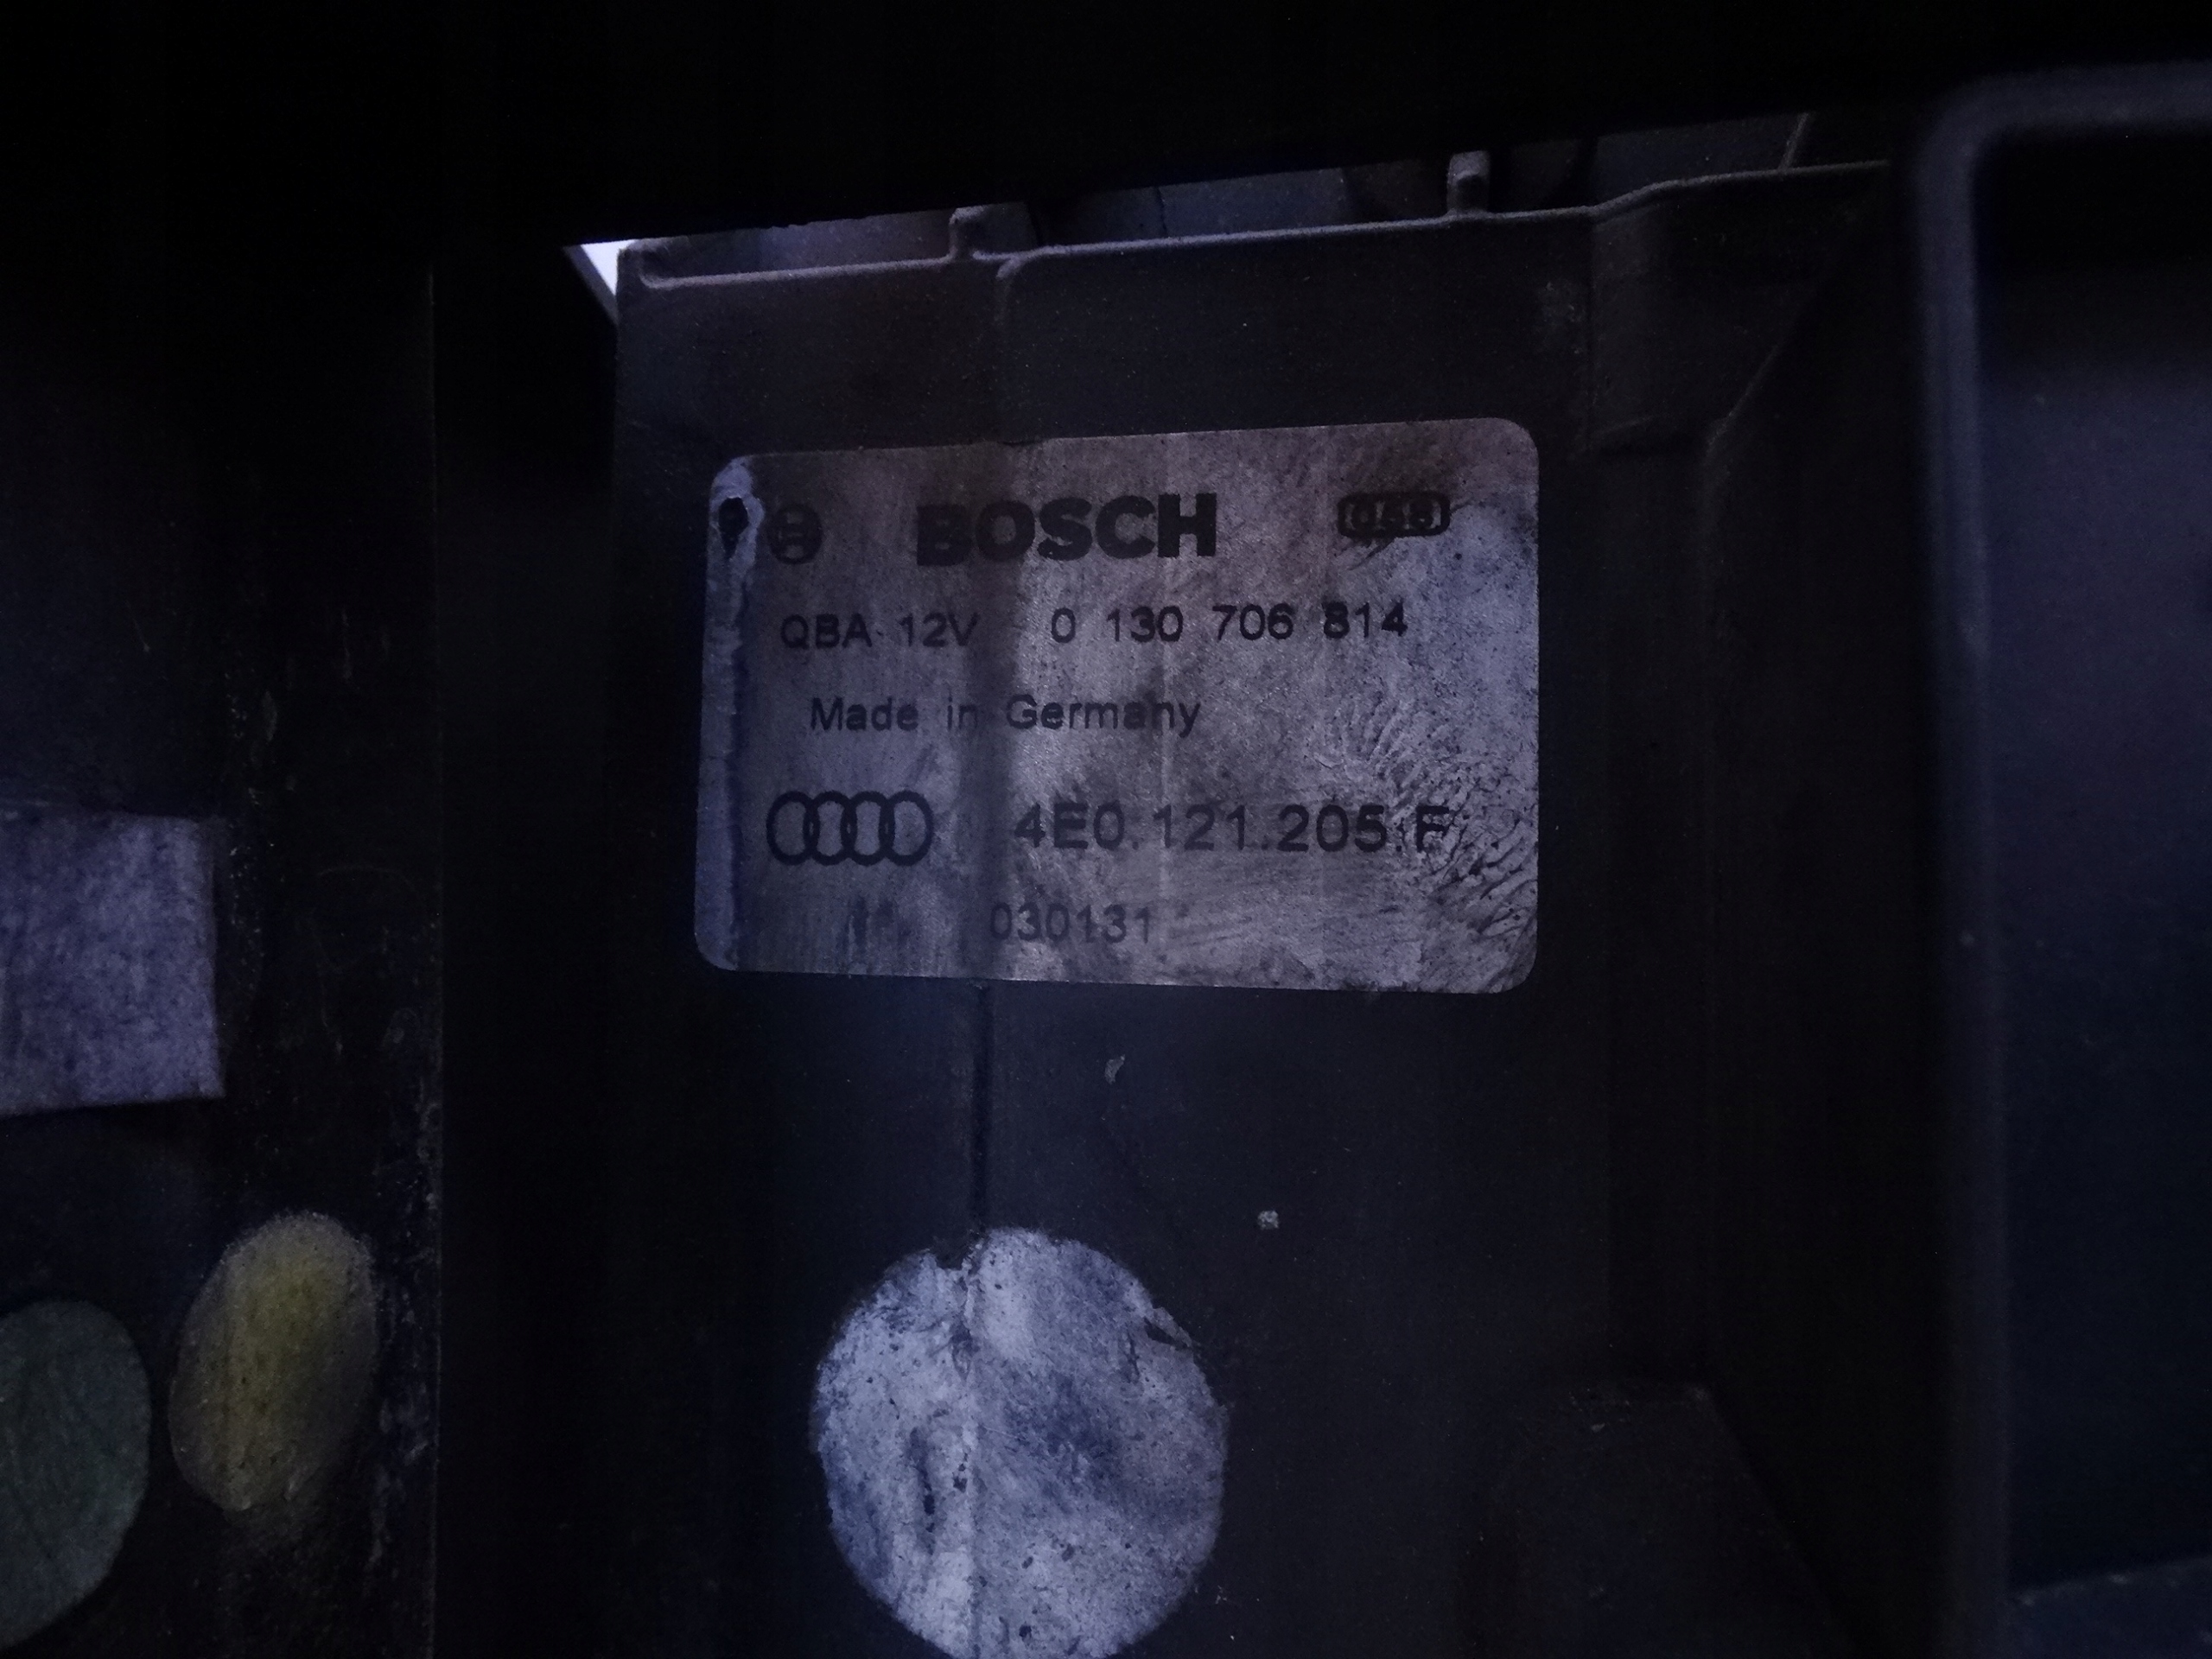 BOSCH
QBA 12V 0 130 706 814
Made in Germany
4E0.121.205.F
030131